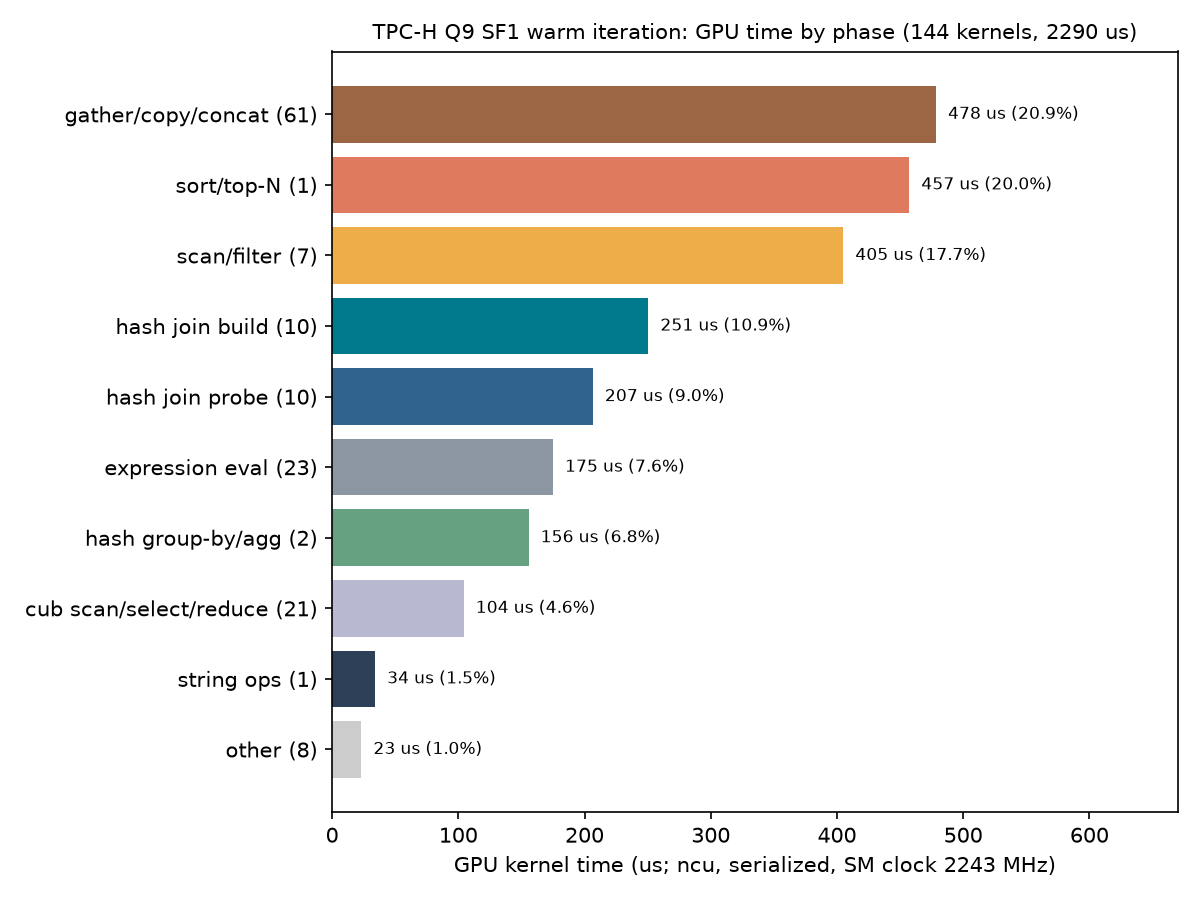 TPC-H Q9 SF1 warm iteration: GPU time by phase (144 kernels, 2290 us)
gather/copy/concat (61) 478 us (20.9%)
sort/top-N (1) 457 us (20.0%)
scan/filter (7) 405 us (17.7%)
hash join build (10) 251 us (10.9%)
hash join probe (10) 207 us (9.0%)
expression eval (23) 175 us (7.6%)
hash group-by/agg (2) 156 us (6.8%)
cub scan/select/reduce (21) 104 us (4.6%)
string ops (1) 34 us (1.5%)
other (8) 23 us (1.0%)
0 100 200 300 400 500 600
GPU kernel time (us; ncu, serialized, SM clock 2243 MHz)